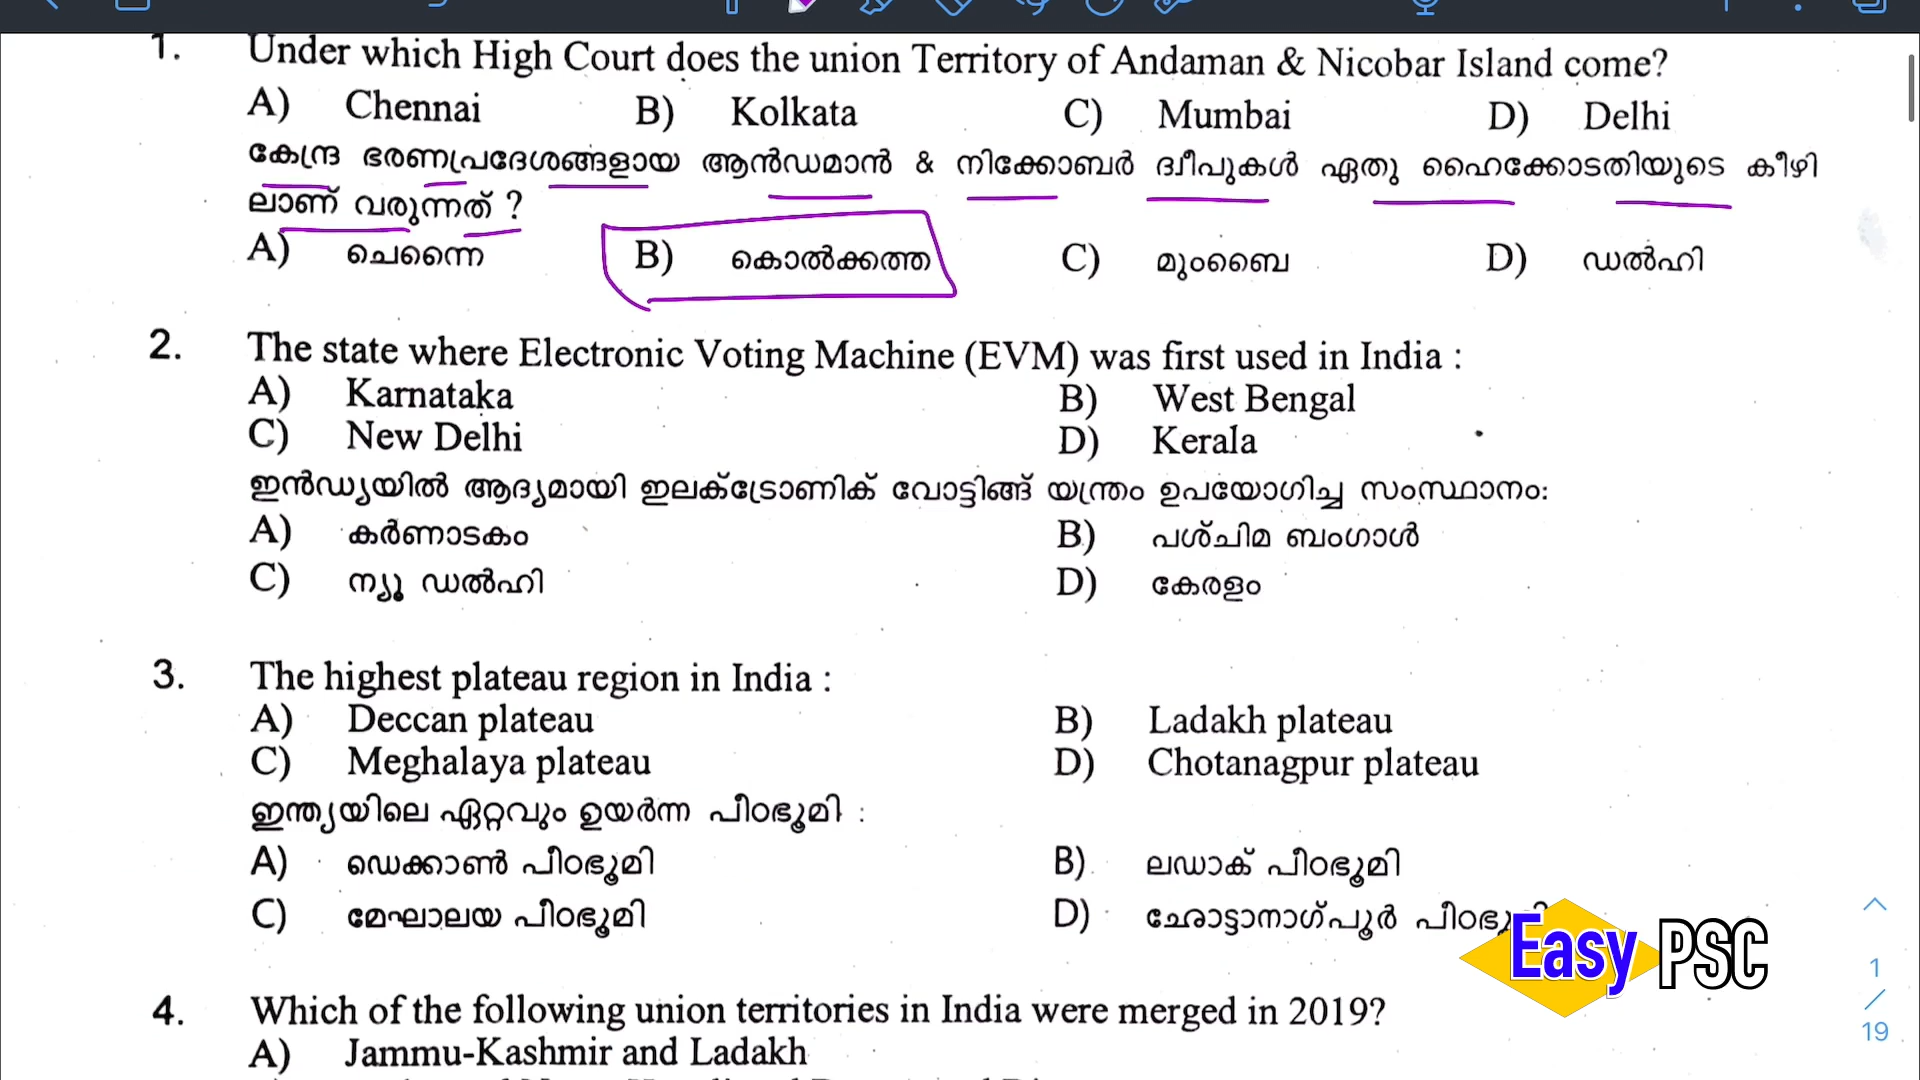 1. Under which High Court does the union Territory of Andaman & Nicobar Island come?
A) Chennai B) Kolkata C) Mumbai D) Delhi
കേന്ദ്ര ഭരണപ്രദേശങ്ങളായ ആൻഡമാൻ & നിക്കോബർ ദ്വീപുകൾ ഏതു ഹൈക്കോടതിയുടെ കീഴി
ലാണ് വരുന്നത് ?
A) ചെന്നൈ B) കൊൽക്കത്ത C) മുംബൈ D) ഡൽഹി
2. The state where Electronic Voting Machine (EVM) was first used in India :
A) Karnataka B) West Bengal
C) New Delhi D) Kerala
ഇൻഡ്യയിൽ ആദ്യമായി ഇലക്ട്രോണിക് വോട്ടിങ്ങ് യന്ത്രം ഉപയോഗിച്ച സംസ്ഥാനം:
A) കർണാടകം B) പശ്ചിമ ബംഗാൾ
C) ന്യൂ ഡൽഹി D) കേരളം
3. The highest plateau region in India :
A) Deccan plateau B) Ladakh plateau
C) Meghalaya plateau D) Chotanagpur plateau
ഇന്ത്യയിലെ ഏറ്റവും ഉയർന്ന പീഠഭൂമി :
A) ഡെക്കാൺ പീഠഭൂമി B) ലഡാക് പീഠഭൂമി
C) മേഘാലയ പീഠഭൂമി D) ഛോട്ടാനാഗ്പൂർ
Easy PSC
4. Which of the following union territories in India were merged in 2019?
A) Jammu-Kashmir and Ladakh
1
/
19